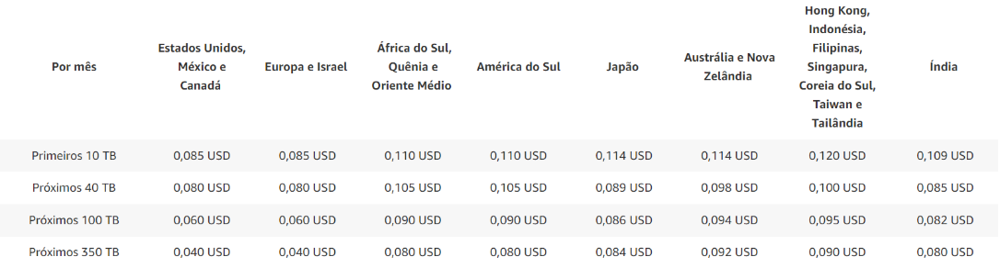 Por mês
Estados Unidos,
México e
Canadá
Europa e Israel
África do Sul,
Quênia e
Oriente Médio
América do Sul
Japão
Austrália e Nova
Zelândia
Hong Kong,
Indonésia,
Filipinas,
Singapura,
Coreia do Sul,
Taiwan e
Tailândia
Índia
Primeiros 10 TB 0,085 USD 0,085 USD 0,110 USD 0,110 USD 0,114 USD 0,114 USD 0,120 USD 0,109 USD
Próximos 40 TB 0,080 USD 0,080 USD 0,105 USD 0,105 USD 0,089 USD 0,098 USD 0,100 USD 0,085 USD
Próximos 100 TB 0,060 USD 0,060 USD 0,090 USD 0,090 USD 0,086 USD 0,094 USD 0,095 USD 0,082 USD
Próximos 350 TB 0,040 USD 0,040 USD 0,080 USD 0,080 USD 0,084 USD 0,092 USD 0,090 USD 0,080 USD